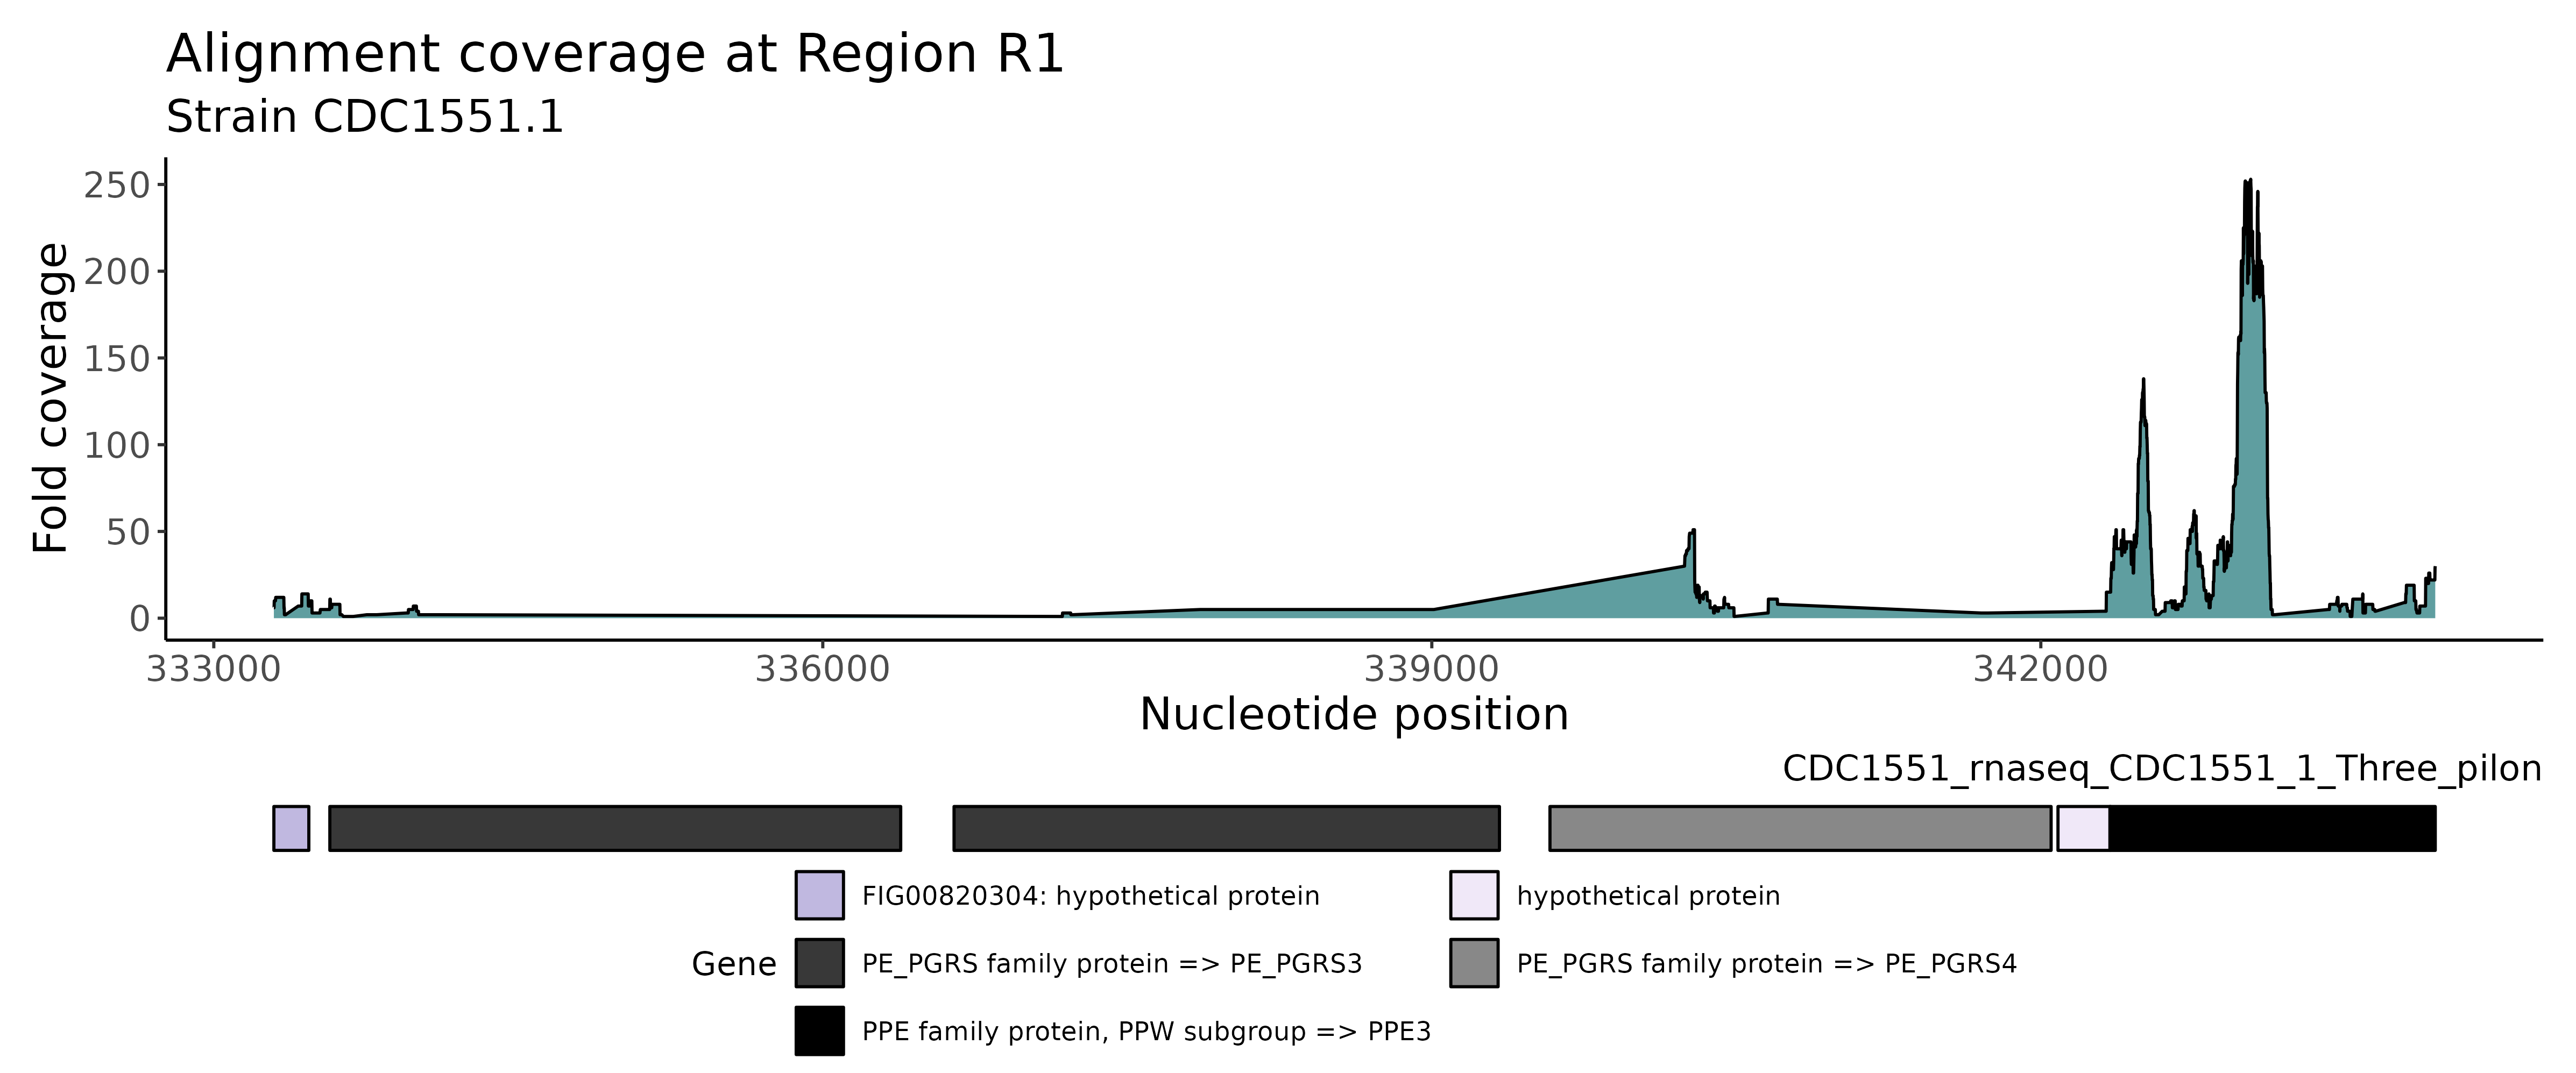 Alignment coverage at Region R1
Strain CDC1551.1
Fold coverage
250
200
150
100
50
0
333000 336000 339000 342000
Nucleotide position
CDC1551_rnaseq_CDC1551_1_Three_pilon
Gene
FIG00820304: hypothetical protein
hypothetical protein
PE_PGRS family protein => PE_PGRS3
PE_PGRS family protein => PE_PGRS4
PPE family protein, PPW subgroup => PPE3